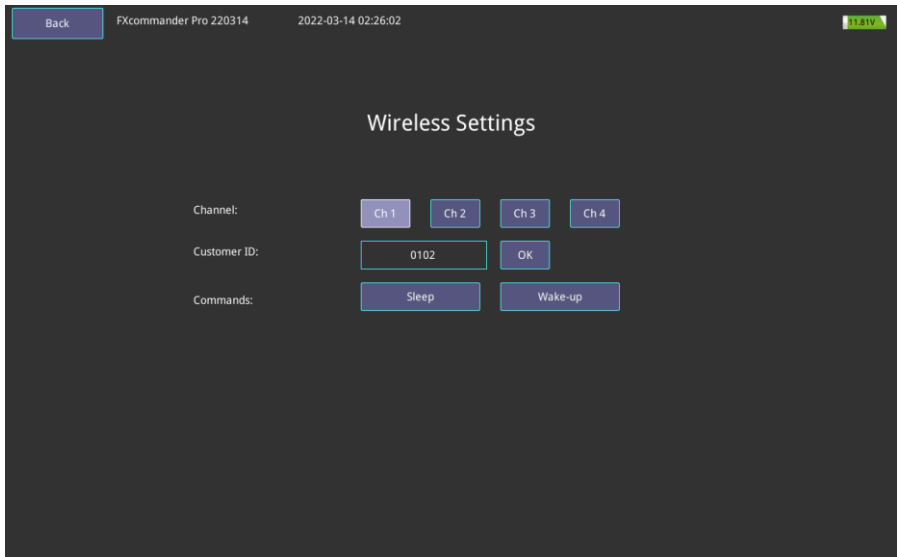 Back FXcommander Pro 220314 2022-03-14 02:26:02 11.81V
Wireless Settings
Channel: Ch 1 Ch 2 Ch 3 Ch 4
Customer ID: 0102 OK
Commands: Sleep Wake-up